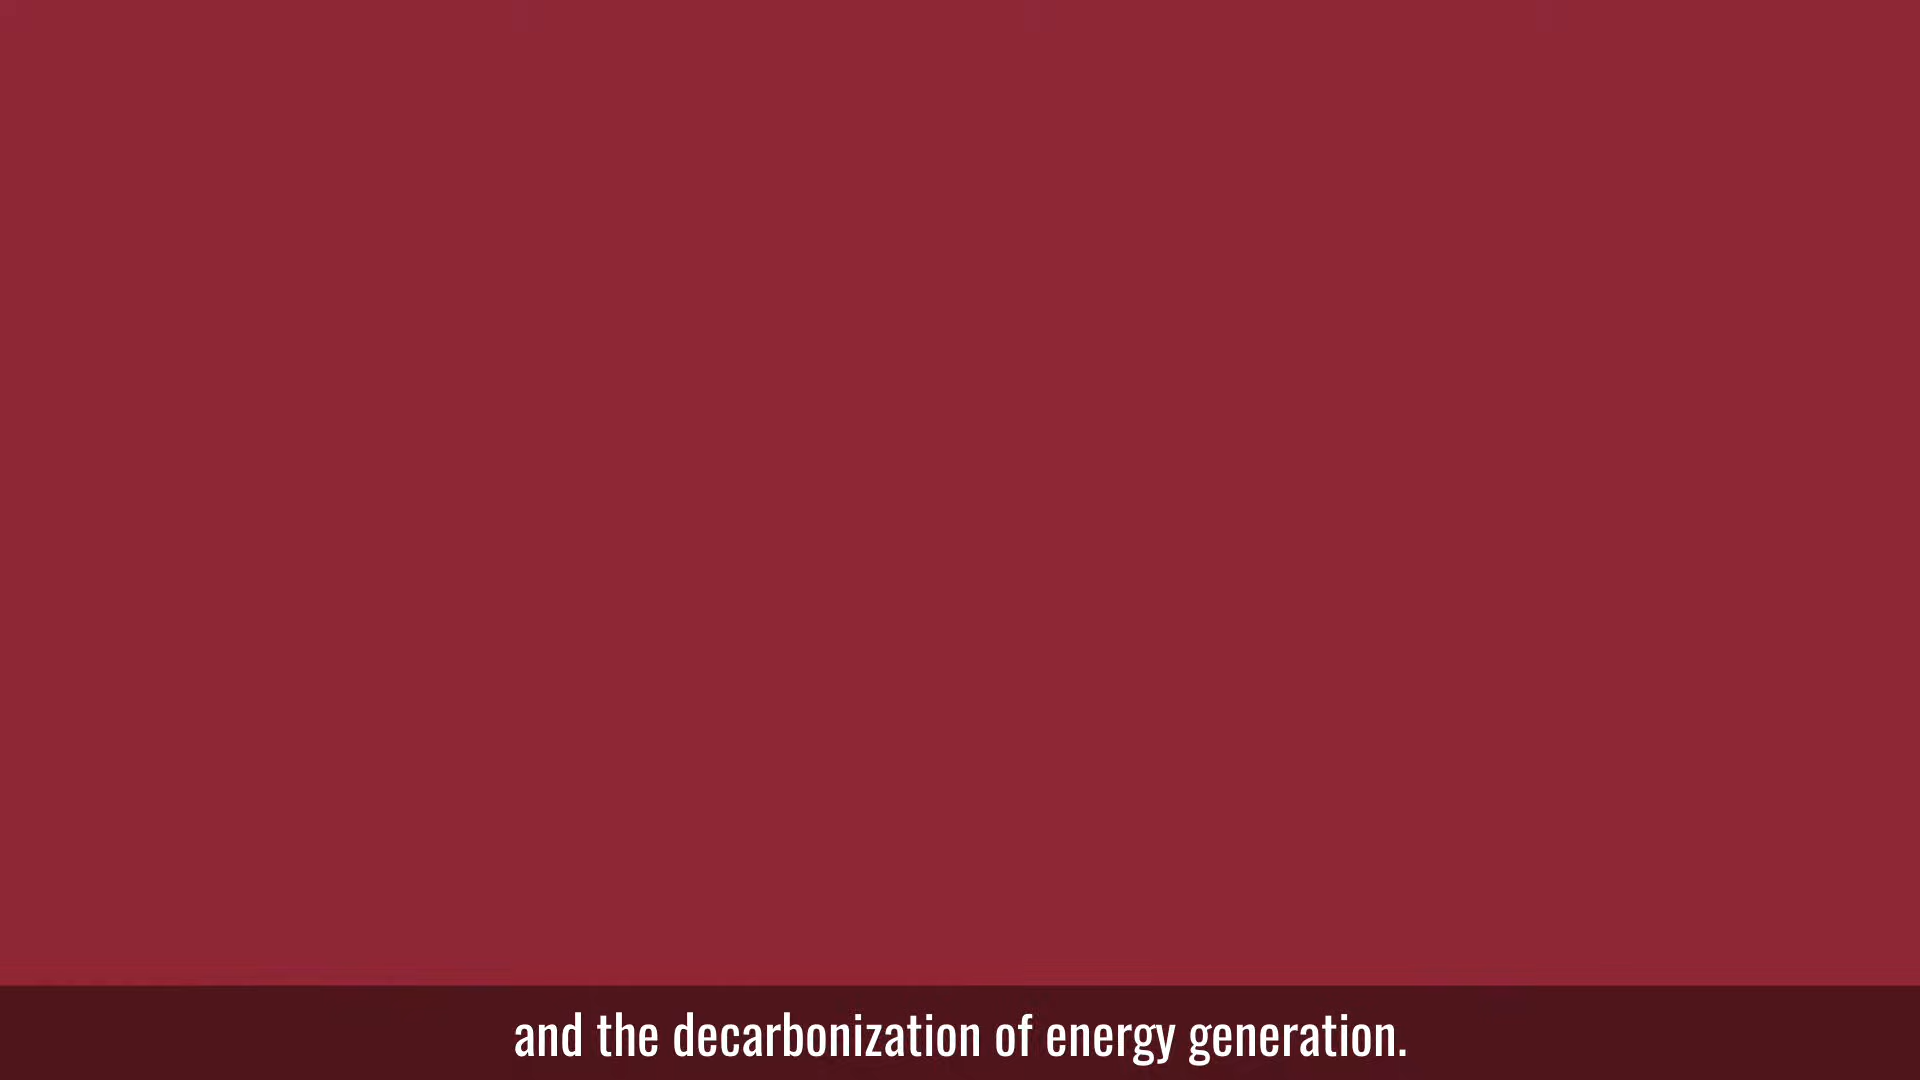 and the decarbonization of energy generation.